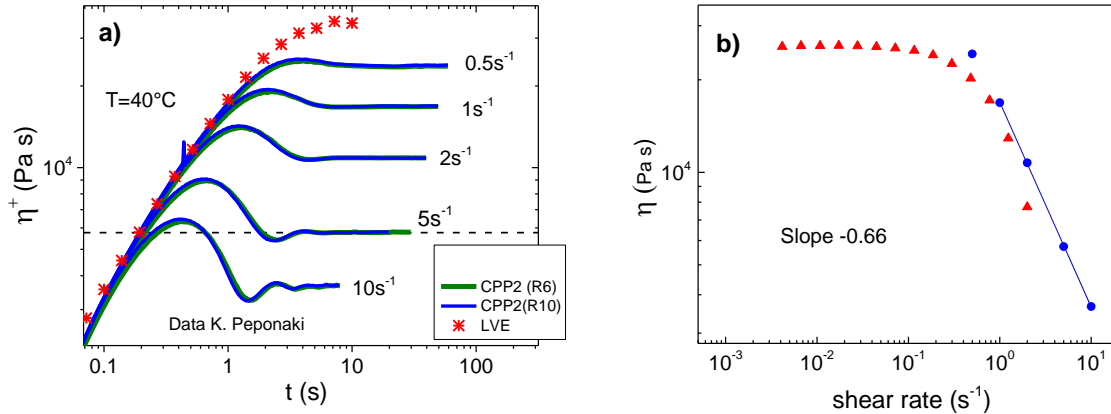 a)
T=40°C
0.5s⁻¹
1s⁻¹
2s⁻¹
5s⁻¹
10s⁻¹
10⁴
η⁺ (Pa s)
CPP2 (R6)
CPP2(R10)
LVE
Data K. Peponaki
0.1 1 10 100
t (s)
b)
10⁴
η (Pa s)
Slope -0.66
10⁻³ 10⁻² 10⁻¹ 10⁰ 10¹
shear rate (s⁻¹)